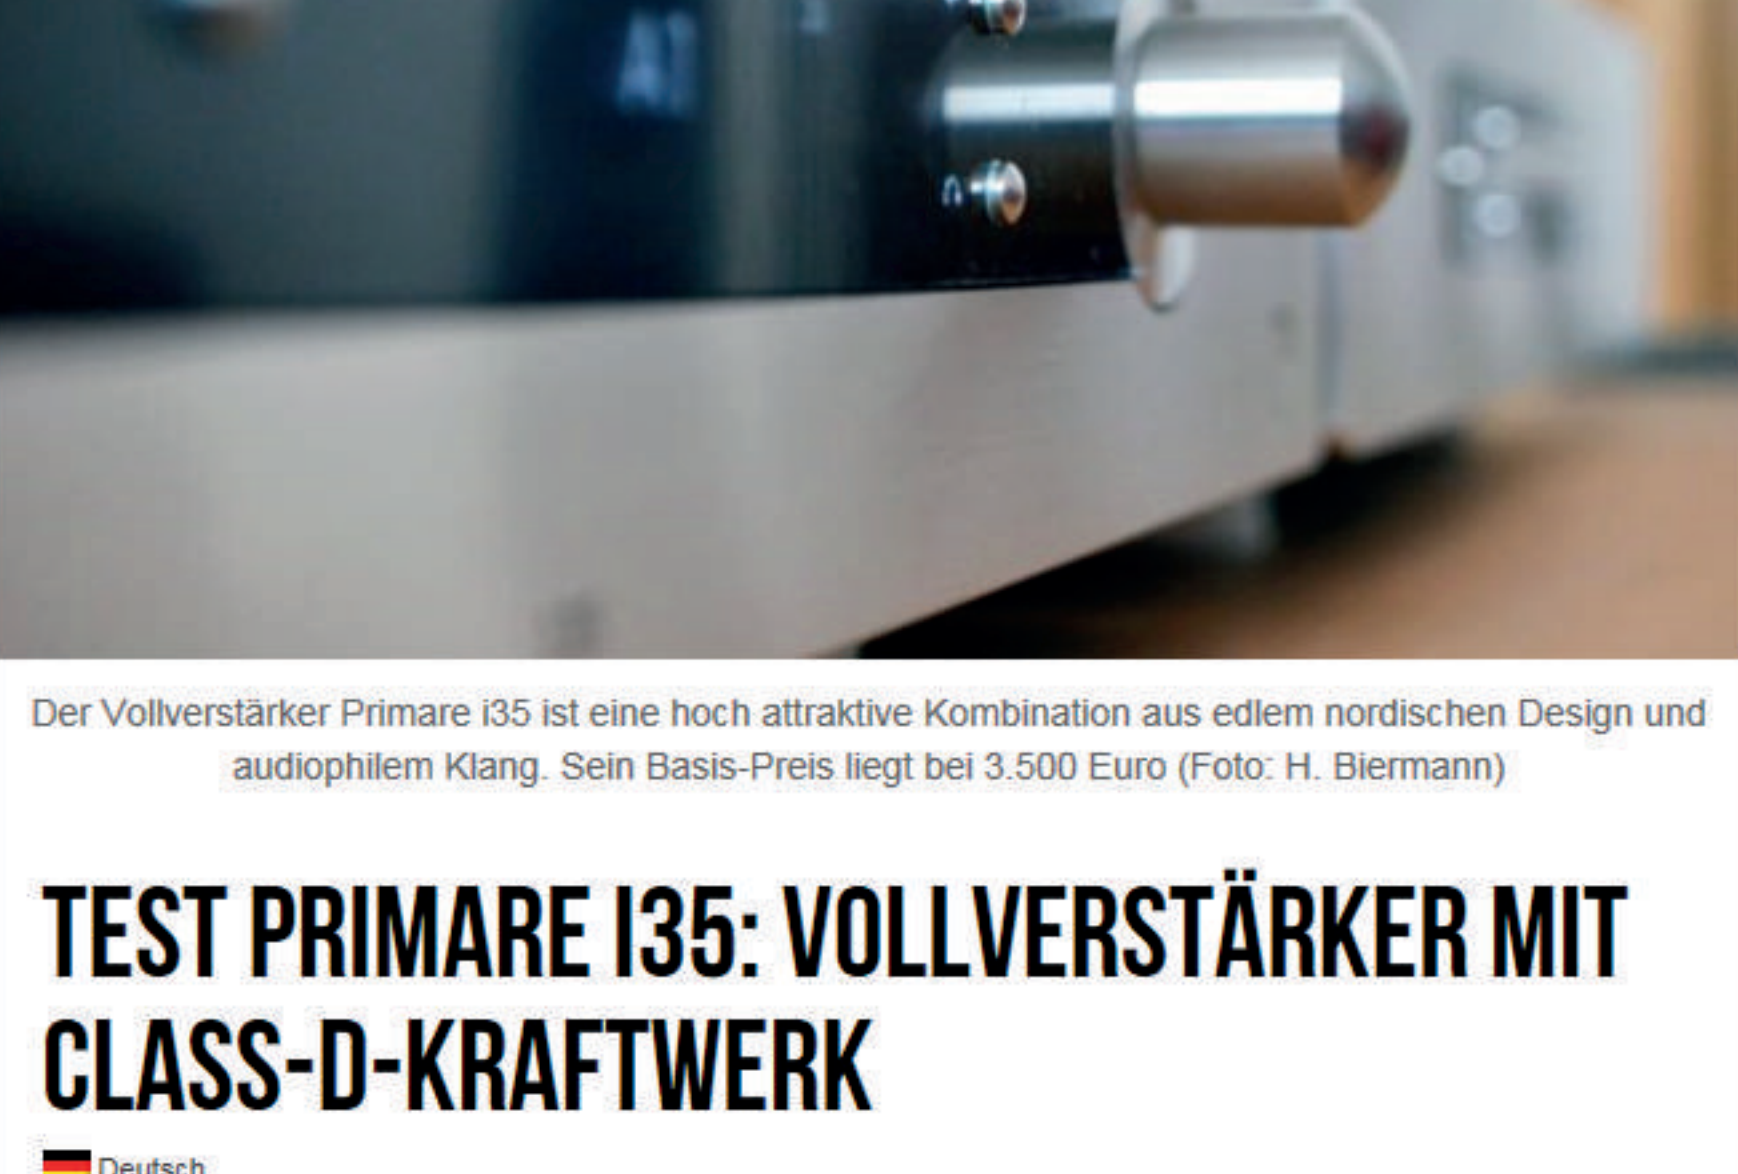 Der Vollverstärker Primare i35 ist eine hoch attraktive Kombination aus edlem nordischen Design und
audiophilem Klang. Sein Basis-Preis liegt bei 3.500 Euro (Foto: H. Biermann)
TEST PRIMARE I35: VOLLVERSTÄRKER MIT
CLASS-D-KRAFTWERK
Deutsch